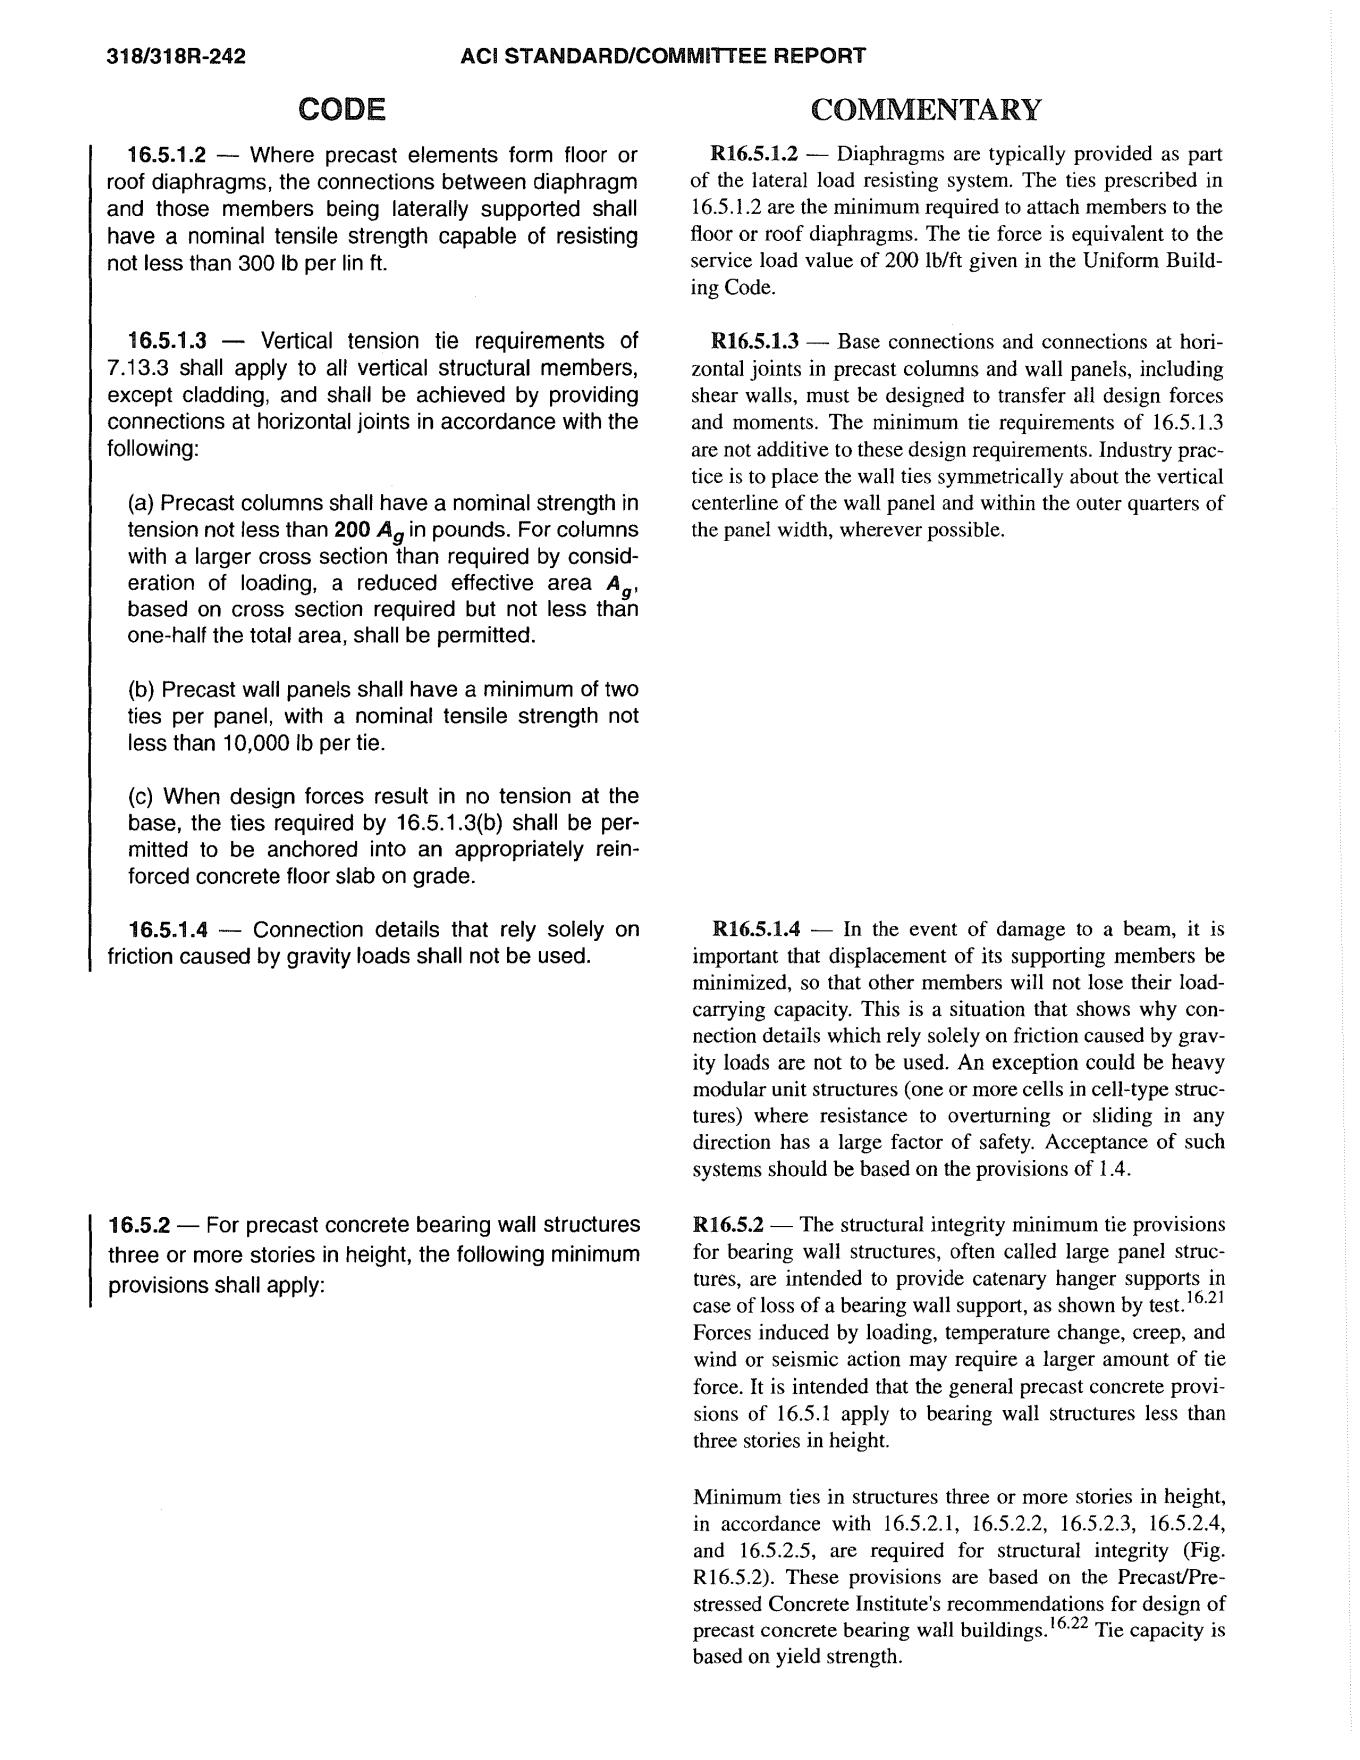 318/318R-242
ACI STANDARD/COMMITTEE REPORT
CODE
16.5.1.2 — Where precast elements form floor or
roof diaphragms, the connections between diaphragm
and those members being laterally supported shall
have a nominal tensile strength capable of resisting
not less than 300 lb per lin ft.
16.5.1.3 — Vertical tension tie requirements of
7.13.3 shall apply to all vertical structural members,
except cladding, and shall be achieved by providing
connections at horizontal joints in accordance with the
following:
(a) Precast columns shall have a nominal strength in
tension not less than 200 Ag in pounds. For columns
with a larger cross section than required by consid-
eration of loading, a reduced effective area Ag,
based on cross section required but not less than
one-half the total area, shall be permitted.
(b) Precast wall panels shall have a minimum of two
ties per panel, with a nominal tensile strength not
less than 10,000 lb per tie.
(c) When design forces result in no tension at the
base, the ties required by 16.5.1.3(b) shall be per-
mitted to be anchored into an appropriately rein-
forced concrete floor slab on grade.
16.5.1.4 — Connection details that rely solely on
friction caused by gravity loads shall not be used.
16.5.2 — For precast concrete bearing wall structures
three or more stories in height, the following minimum
provisions shall apply:
COMMENTARY
R16.5.1.2 — Diaphragms are typically provided as part
of the lateral load resisting system. The ties prescribed in
16.5.1.2 are the minimum required to attach members to the
floor or roof diaphragms. The tie force is equivalent to the
service load value of 200 lb/ft given in the Uniform Build-
ing Code.
R16.5.1.3 — Base connections and connections at hori-
zontal joints in precast columns and wall panels, including
shear walls, must be designed to transfer all design forces
and moments. The minimum tie requirements of 16.5.1.3
are not additive to these design requirements. Industry prac-
tice is to place the wall ties symmetrically about the vertical
centerline of the wall panel and within the outer quarters of
the panel width, wherever possible.
R16.5.1.4 — In the event of damage to a beam, it is
important that displacement of its supporting members be
minimized, so that other members will not lose their load-
carrying capacity. This is a situation that shows why con-
nection details which rely solely on friction caused by grav-
ity loads are not to be used. An exception could be heavy
modular unit structures (one or more cells in cell-type struc-
tures) where resistance to overturning or sliding in any
direction has a large factor of safety. Acceptance of such
systems should be based on the provisions of 1.4.
R16.5.2 — The structural integrity minimum tie provisions
for bearing wall structures, often called large panel struc-
tures, are intended to provide catenary hanger supports in
case of loss of a bearing wall support, as shown by test.16.21
Forces induced by loading, temperature change, creep, and
wind or seismic action may require a larger amount of tie
force. It is intended that the general precast concrete provi-
sions of 16.5.1 apply to bearing wall structures less than
three stories in height.
Minimum ties in structures three or more stories in height,
in accordance with 16.5.2.1, 16.5.2.2, 16.5.2.3, 16.5.2.4,
and 16.5.2.5, are required for structural integrity (Fig.
R16.5.2). These provisions are based on the Precast/Pre-
stressed Concrete Institute's recommendations for design of
precast concrete bearing wall buildings.16.22 Tie capacity is
based on yield strength.